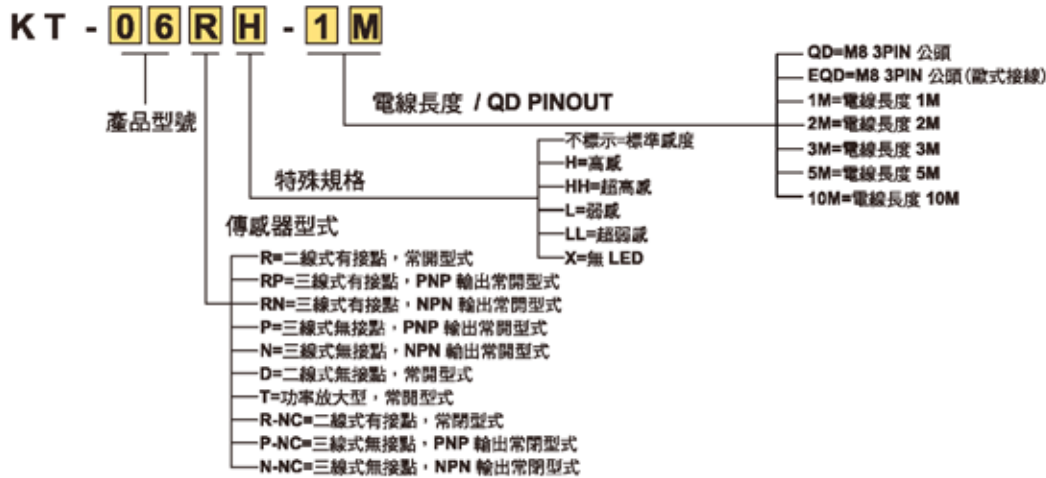 KT - 06RH - 1M
QD=M8 3PIN 公頭
EQD=M8 3PIN 公頭(歐式接線)
1M=電線長度 1M
2M=電線長度 2M
3M=電線長度 3M
5M=電線長度 5M
10M=電線長度 10M
電線長度 / QD PINOUT
產品型號
不標示=標準感度
H=高感
HH=超高感
L=弱感
LL=超弱感
X=無 LED
特殊規格
傳感器型式
R=二線式有接點，常開型式
RP=三線式有接點，PNP 輸出常開型式
RN=三線式有接點，NPN 輸出常開型式
P=三線式無接點，PNP 輸出常開型式
N=三線式無接點，NPN 輸出常開型式
D=二線式無接點，常開型式
T=功率放大型，常開型式
R-NC=二線式有接點，常閉型式
P-NC=三線式無接點，PNP 輸出常閉型式
N-NC=三線式無接點，NPN 輸出常閉型式